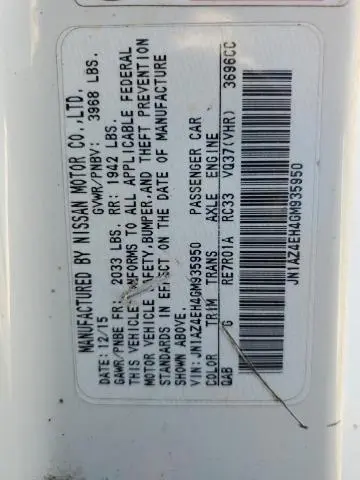 MANUFACTURED BY NISSAN MOTOR CO.,LTD.
DATE: 12/15 GVWR/PNBV: 3968 LBS.
GAWR/PNBE FR: 2033 LBS. RR: 1942 LBS.
THIS VEHICLE CONFORMS TO ALL APPLICABLE FEDERAL
MOTOR VEHICLE SAFETY,BUMPER,AND THEFT PREVENTION
STANDARDS IN EFFECT ON THE DATE OF MANUFACTURE
SHOWN ABOVE.
VIN: JN1AZ4EH4GM935950 PASSENGER CAR
COLOR TRIM TRANS AXLE ENGINE
QAB G RE7R01A RC33 VQ37(VHR) 3696CC
JN1AZ4EH4GM935950